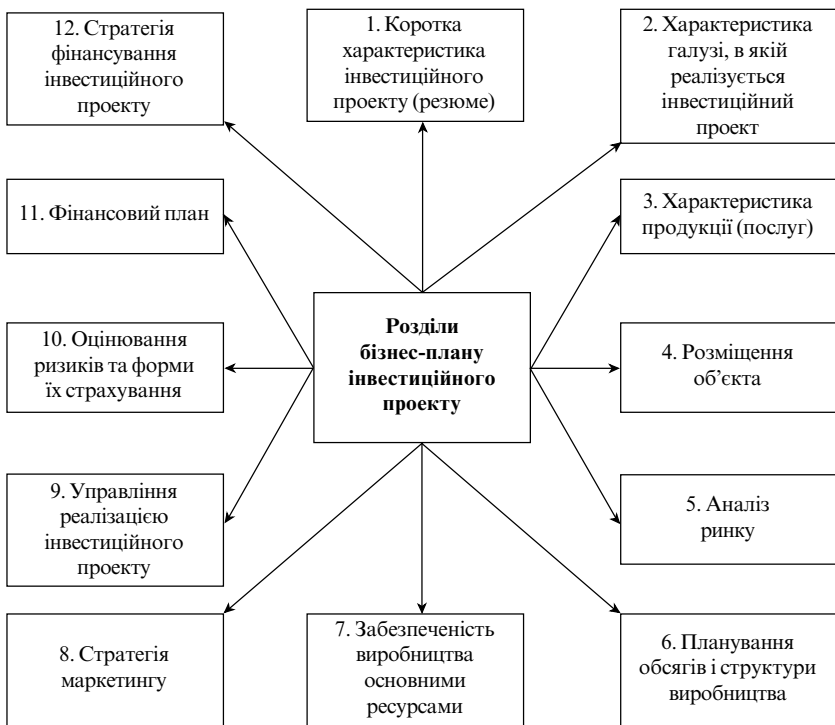 12. Стратегія
фінансування
інвестиційного
проекту
1. Коротка
характеристика
інвестиційного
проекту (резюме)
2. Характеристика
галузі, в якій
реалізується
інвестиційний
проект
11. Фінансовий план
3. Характеристика
продукції (послуг)
Розділи
бізнес-плану
інвестиційного
проекту
10. Оцінювання
ризиків та форми
їх страхування
4. Розміщення
об’єкта
9. Управління
реалізацією
інвестиційного
проекту
5. Аналіз
ринку
8. Стратегія
маркетингу
7. Забезпеченість
виробництва
основними
ресурсами
6. Планування
обсягів і структури
виробництва